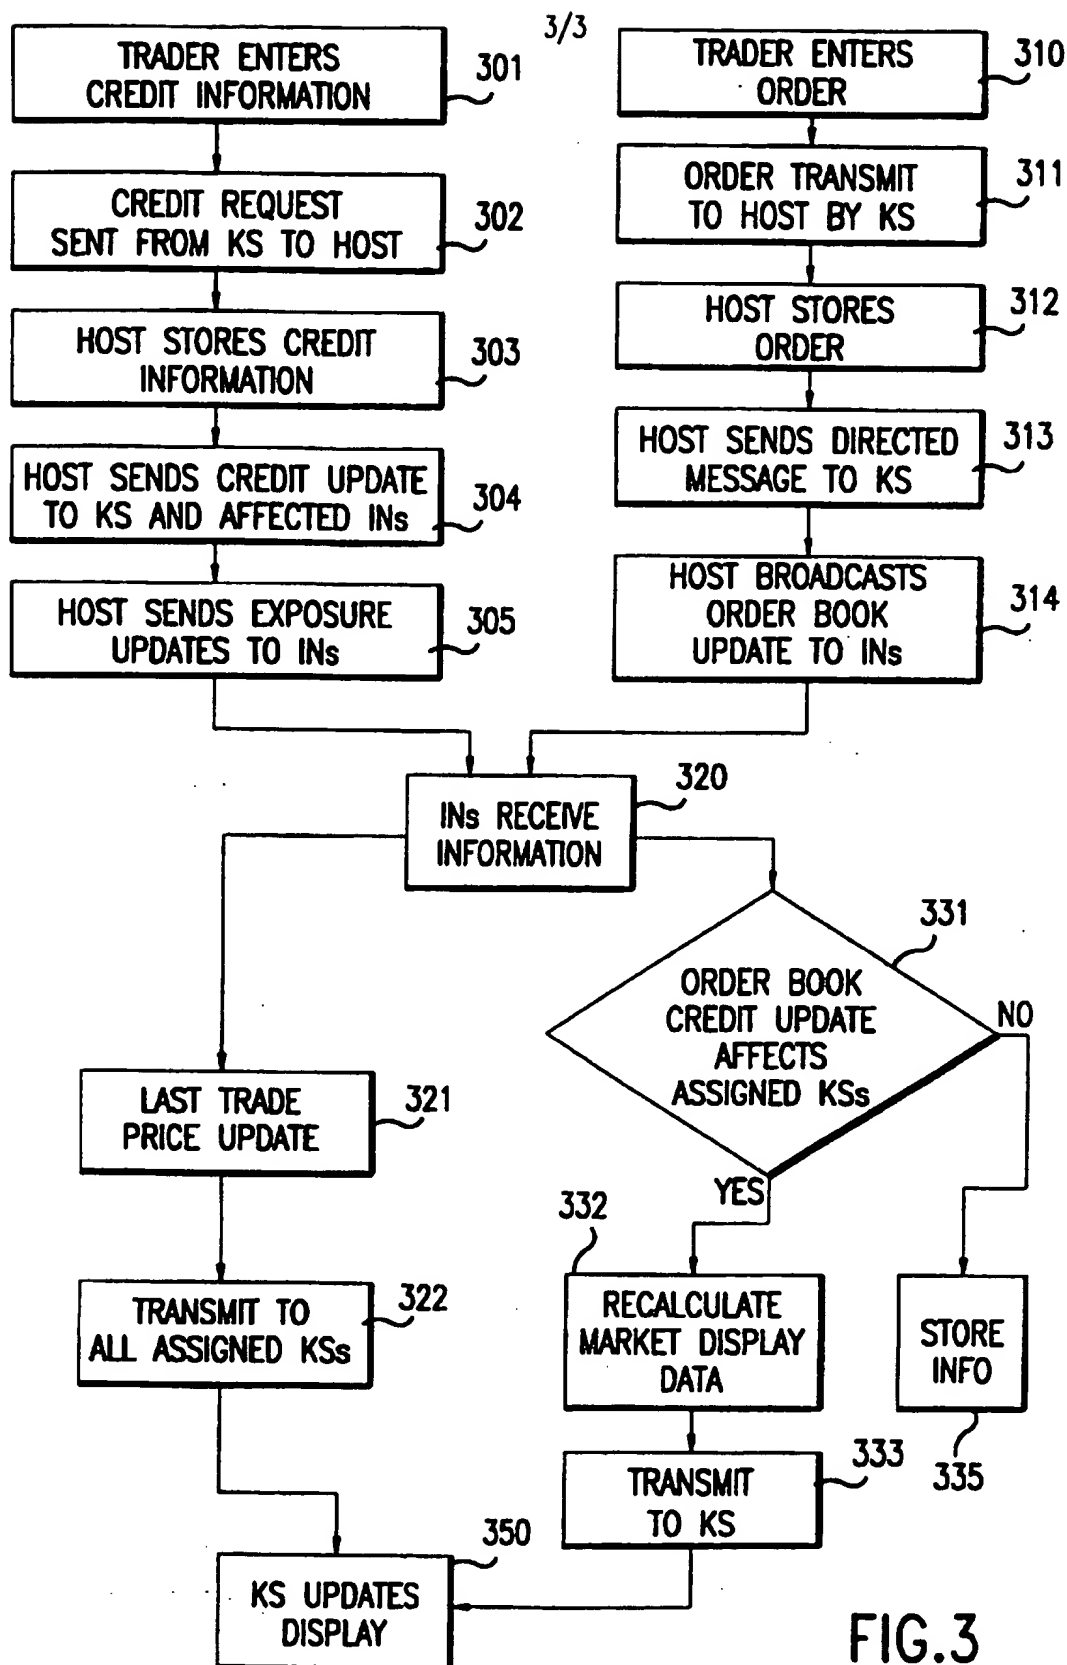 3/3
TRADER ENTERS
CREDIT INFORMATION
301
CREDIT REQUEST
SENT FROM KS TO HOST
302
HOST STORES CREDIT
INFORMATION
303
HOST SENDS CREDIT UPDATE
TO KS AND AFFECTED INs
304
HOST SENDS EXPOSURE
UPDATES TO INs
305
TRADER ENTERS
ORDER
310
ORDER TRANSMIT
TO HOST BY KS
311
HOST STORES
ORDER
312
HOST SENDS DIRECTED
MESSAGE TO KS
313
HOST BROADCASTS
ORDER BOOK
UPDATE TO INs
314
INs RECEIVE
INFORMATION
320
LAST TRADE
PRICE UPDATE
321
TRANSMIT TO
ALL ASSIGNED KSs
322
ORDER BOOK
CREDIT UPDATE
AFFECTS
ASSIGNED KSs
331
NO
YES
332
RECALCULATE
MARKET DISPLAY
DATA
STORE
INFO
335
TRANSMIT
TO KS
333
KS UPDATES
DISPLAY
350
FIG.3